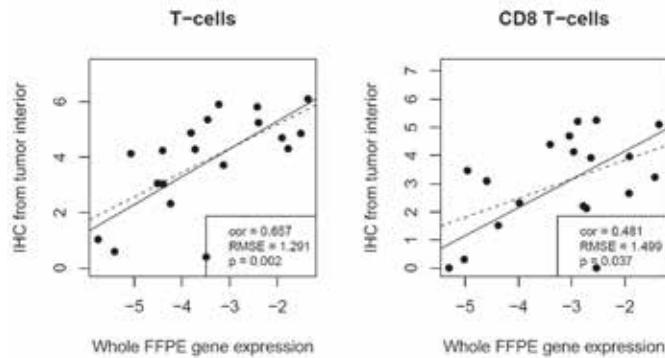 T-cells
IHC from tumor interior
6
4
2
0
cor = 0.657
RMSE = 1.291
p = 0.002
-5 -4 -3 -2
Whole FFPE gene expression
CD8 T-cells
IHC from tumor interior
7
6
5
4
3
2
1
0
cor = 0.481
RMSE = 1.499
p = 0.037
-5 -4 -3 -2
Whole FFPE gene expression